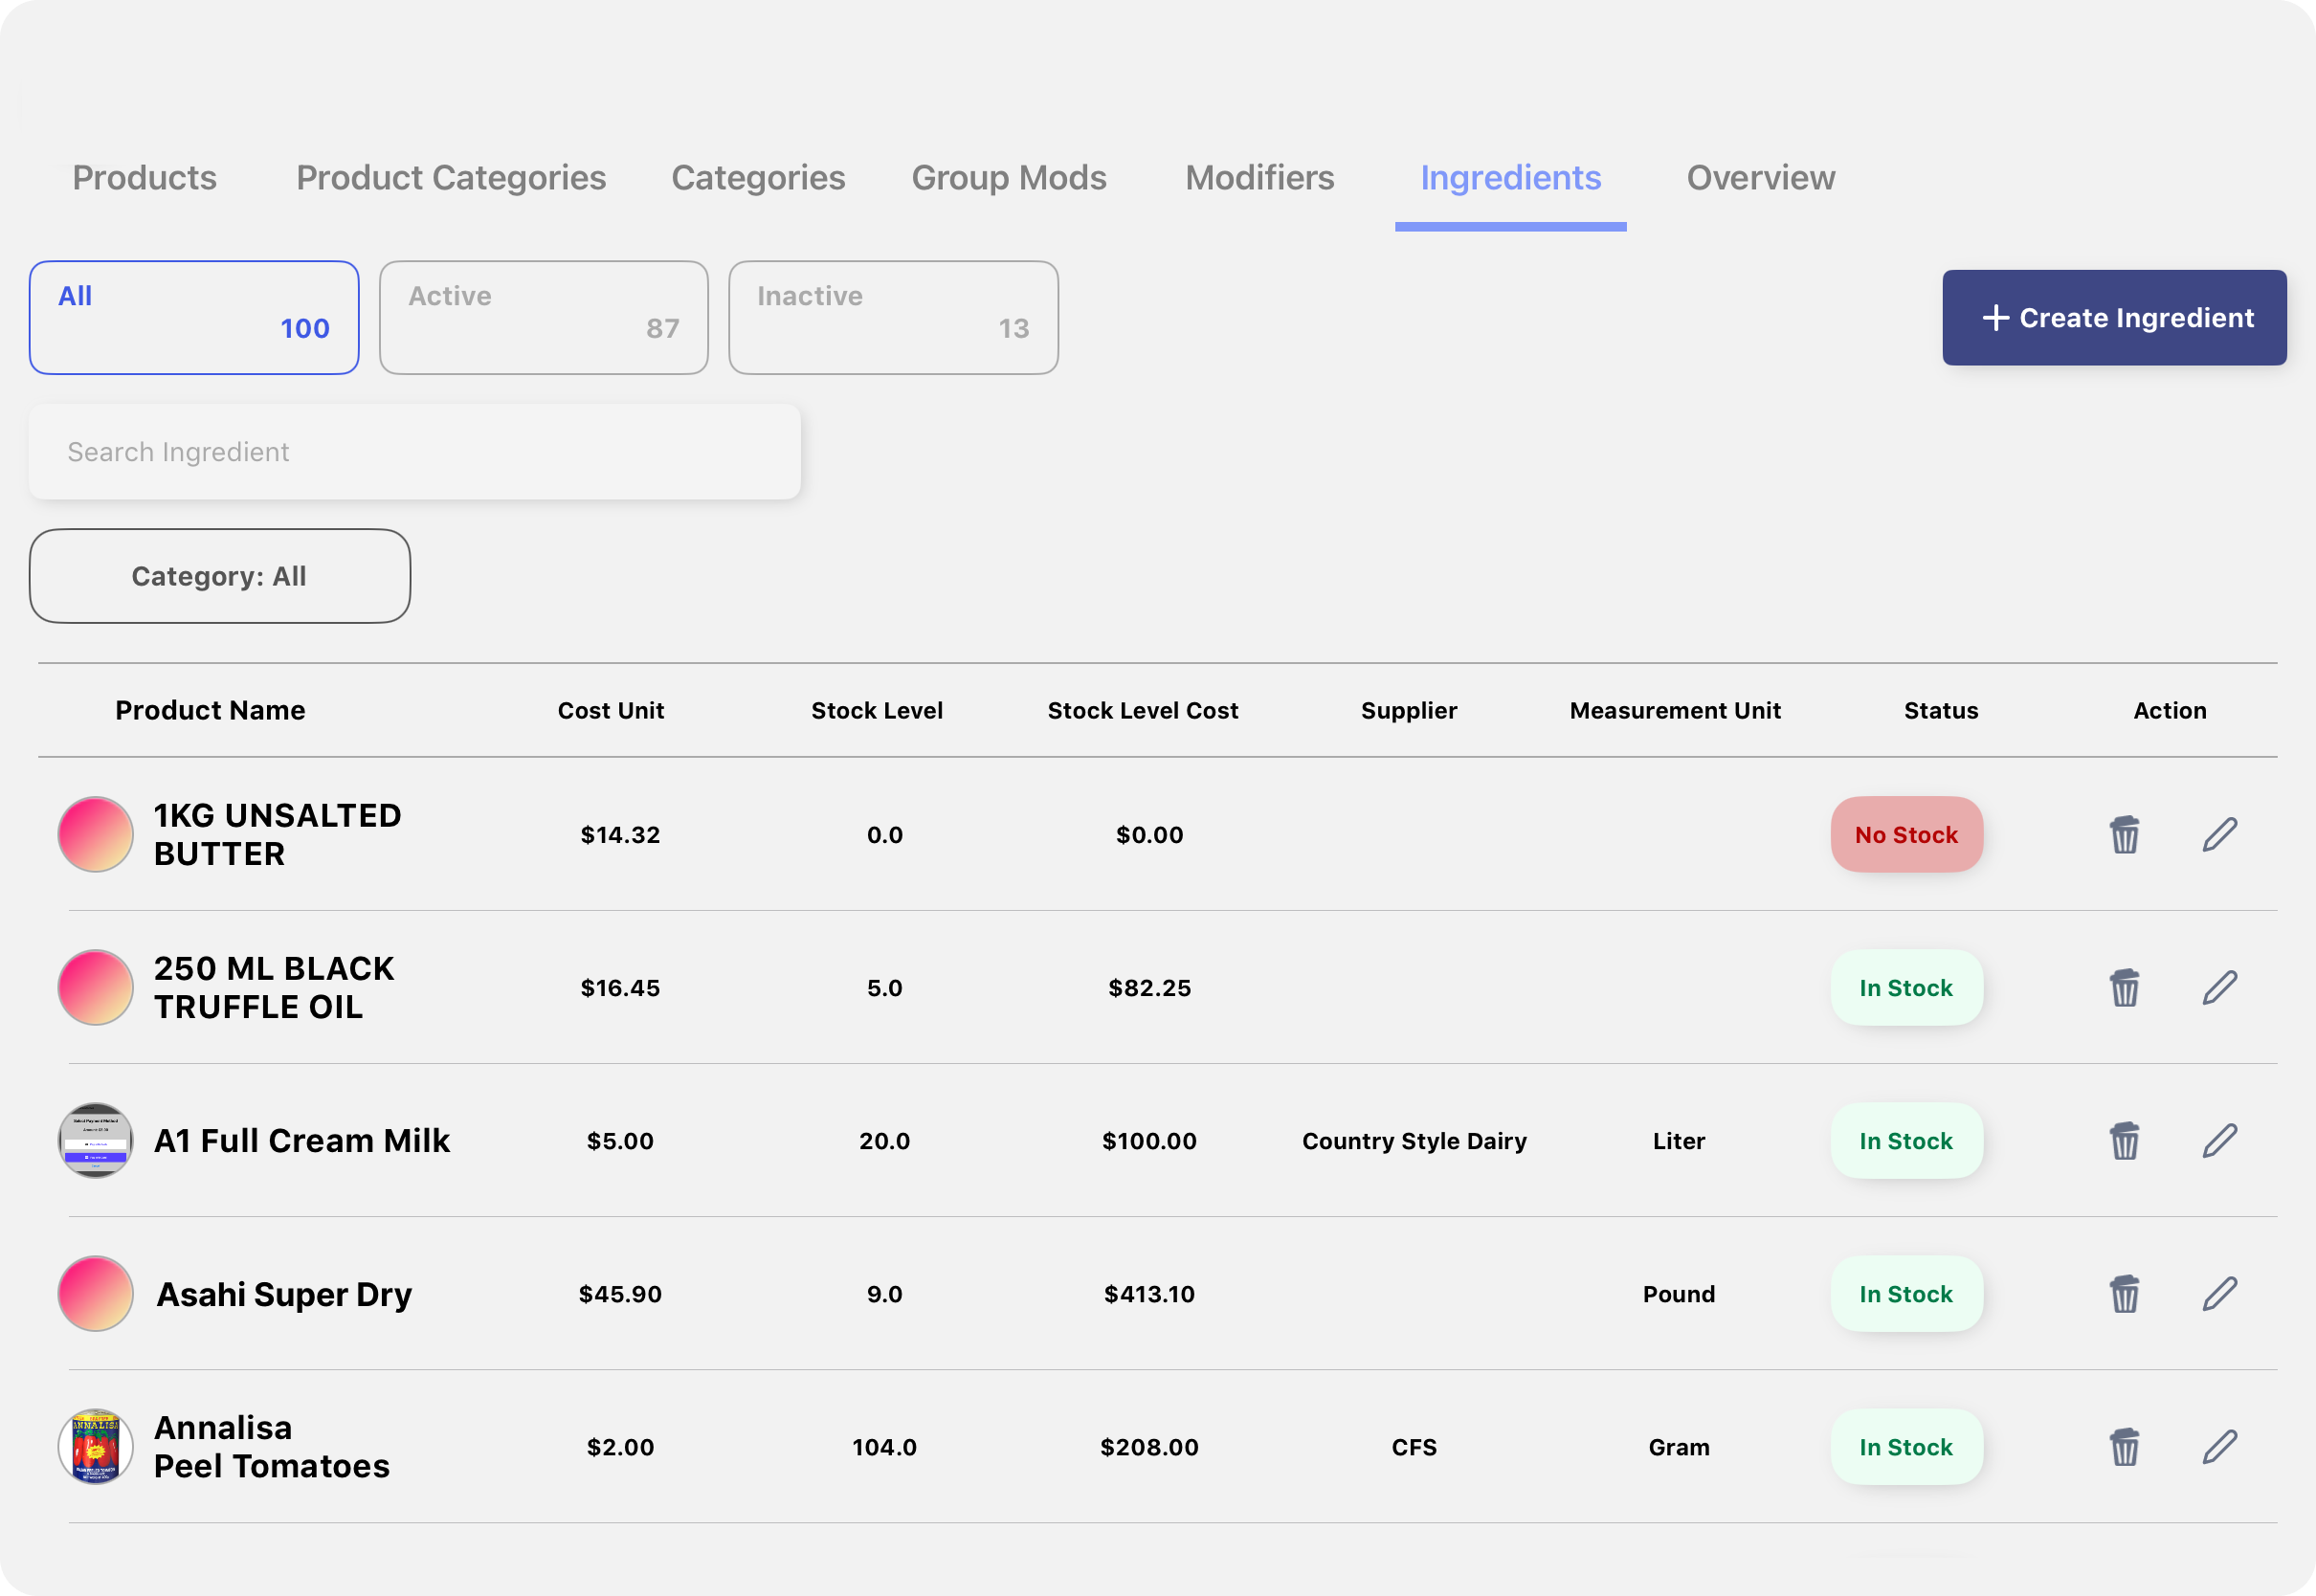 Products Product Categories Categories Group Mods Modifiers Ingredients Overview
All
100
Active
87
Inactive
13
+ Create Ingredient
Search Ingredient
Category: All
Product Name Cost Unit Stock Level Stock Level Cost Supplier Measurement Unit Status Action
1KG UNSALTED
BUTTER
$14.32 0.0 $0.00 No Stock
250 ML BLACK
TRUFFLE OIL
$16.45 5.0 $82.25 In Stock
A1 Full Cream Milk $5.00 20.0 $100.00 Country Style Dairy Liter In Stock
Asahi Super Dry $45.90 9.0 $413.10 Pound In Stock
ANNALISA
Annalisa
Peel Tomatoes
$2.00 104.0 $208.00 CFS Gram In Stock